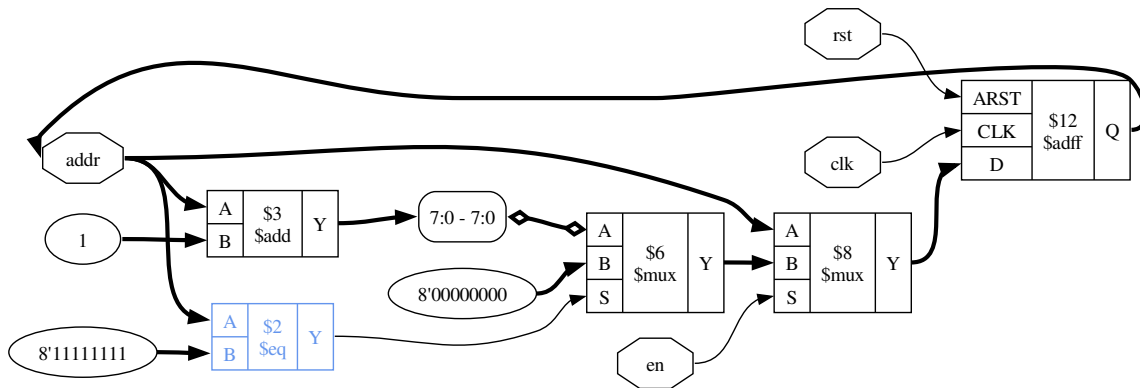 rst
ARST
CLK
D
$12
$adff
Q
addr
clk
A
B
$3
$add
Y
7:0 - 7:0
1
A
B
S
$6
$mux
Y
A
B
S
$8
$mux
Y
8'00000000
A
B
$2
$eq
Y
8'11111111
en